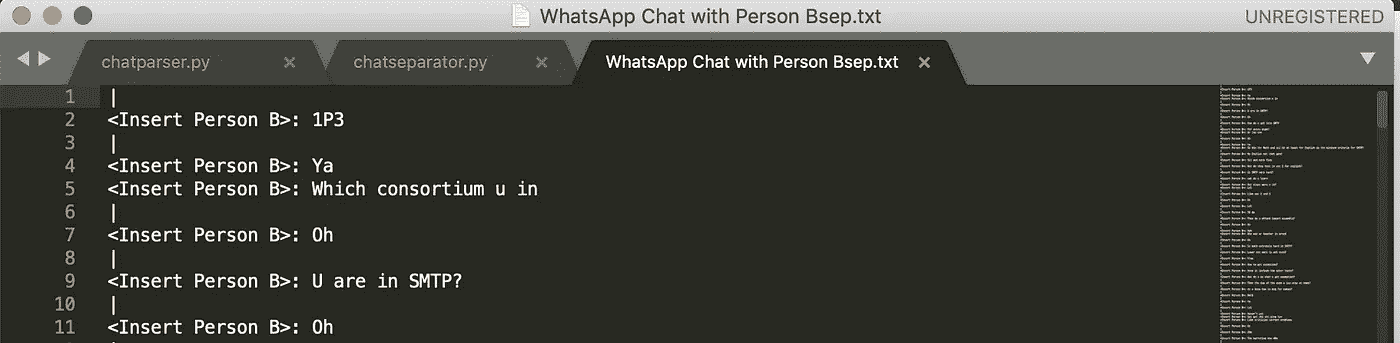 WhatsApp Chat with Person Bsep.txt
UNREGISTERED
chatparser.py ×
chatseparator.py ×
WhatsApp Chat with Person Bsep.txt ×
1 |
2 <Insert Person B>: 1P3
3 |
4 <Insert Person B>: Ya
5 <Insert Person B>: Which consortium u in
6 |
7 <Insert Person B>: Oh
8 |
9 <Insert Person B>: U are in SMTP?
10 |
11 <Insert Person B>: Oh